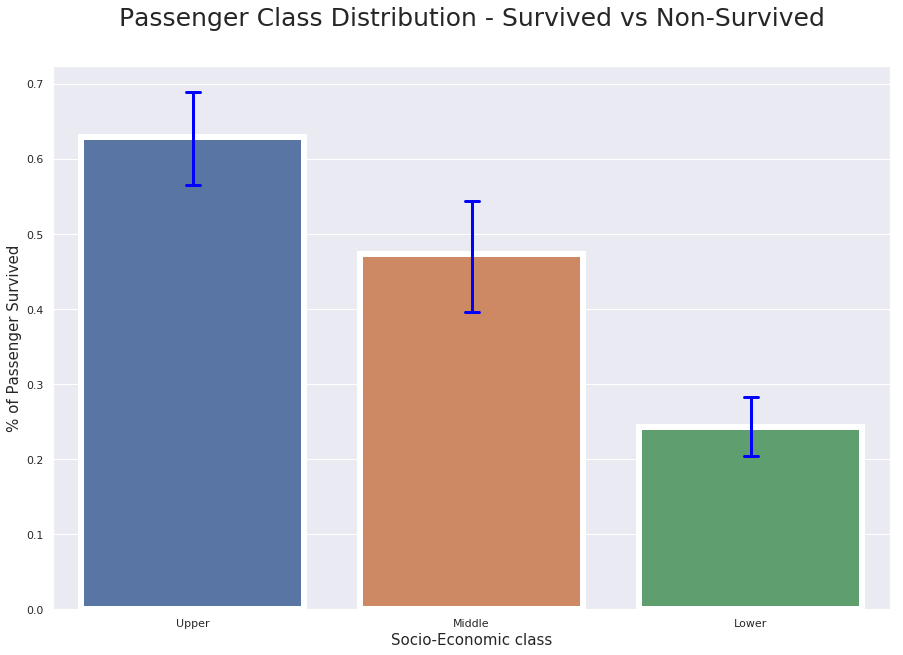 Passenger Class Distribution - Survived vs Non-Survived
% of Passenger Survived
0.7
0.6
0.5
0.4
0.3
0.2
0.1
0.0
Upper
Middle
Lower
Socio-Economic class